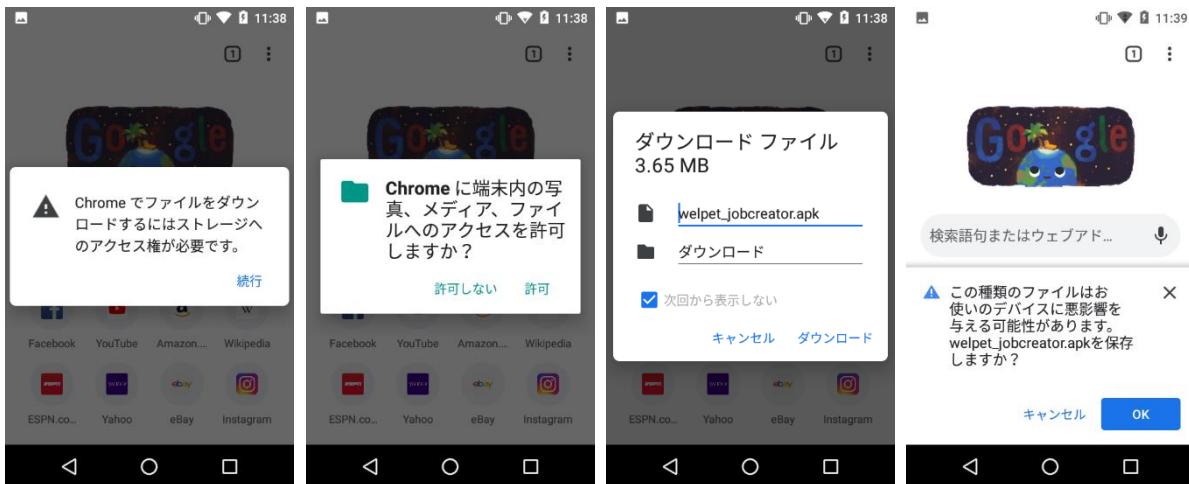 11:38
1
Google
Chrome でファイルをダウン
ロードするにはストレージへ
のアクセス権が必要です。
続行
Facebook YouTube Amazon.... Wikipedia
ESPN.co... Yahoo eBay Instagram
11:38
1
Google
Chrome に端末内の写
真、メディア、ファイ
ルへのアクセスを許可
しますか？
許可しない 許可
Facebook YouTube Amazon.... Wikipedia
ESPN.co... Yahoo eBay Instagram
11:38
1
ダウンロード ファイル
3.65 MB
welpet_jobcreator.apk
ダウンロード
次回から表示しない
キャンセル ダウンロード
ESPN.co... Yahoo eBay Instagram
11:39
1
Google
検索語句またはウェブアド...
この種類のファイルはお
使いのデバイスに悪影響を
与える可能性があります。
welpet_jobcreator.apkを保存
しますか？
キャンセル OK